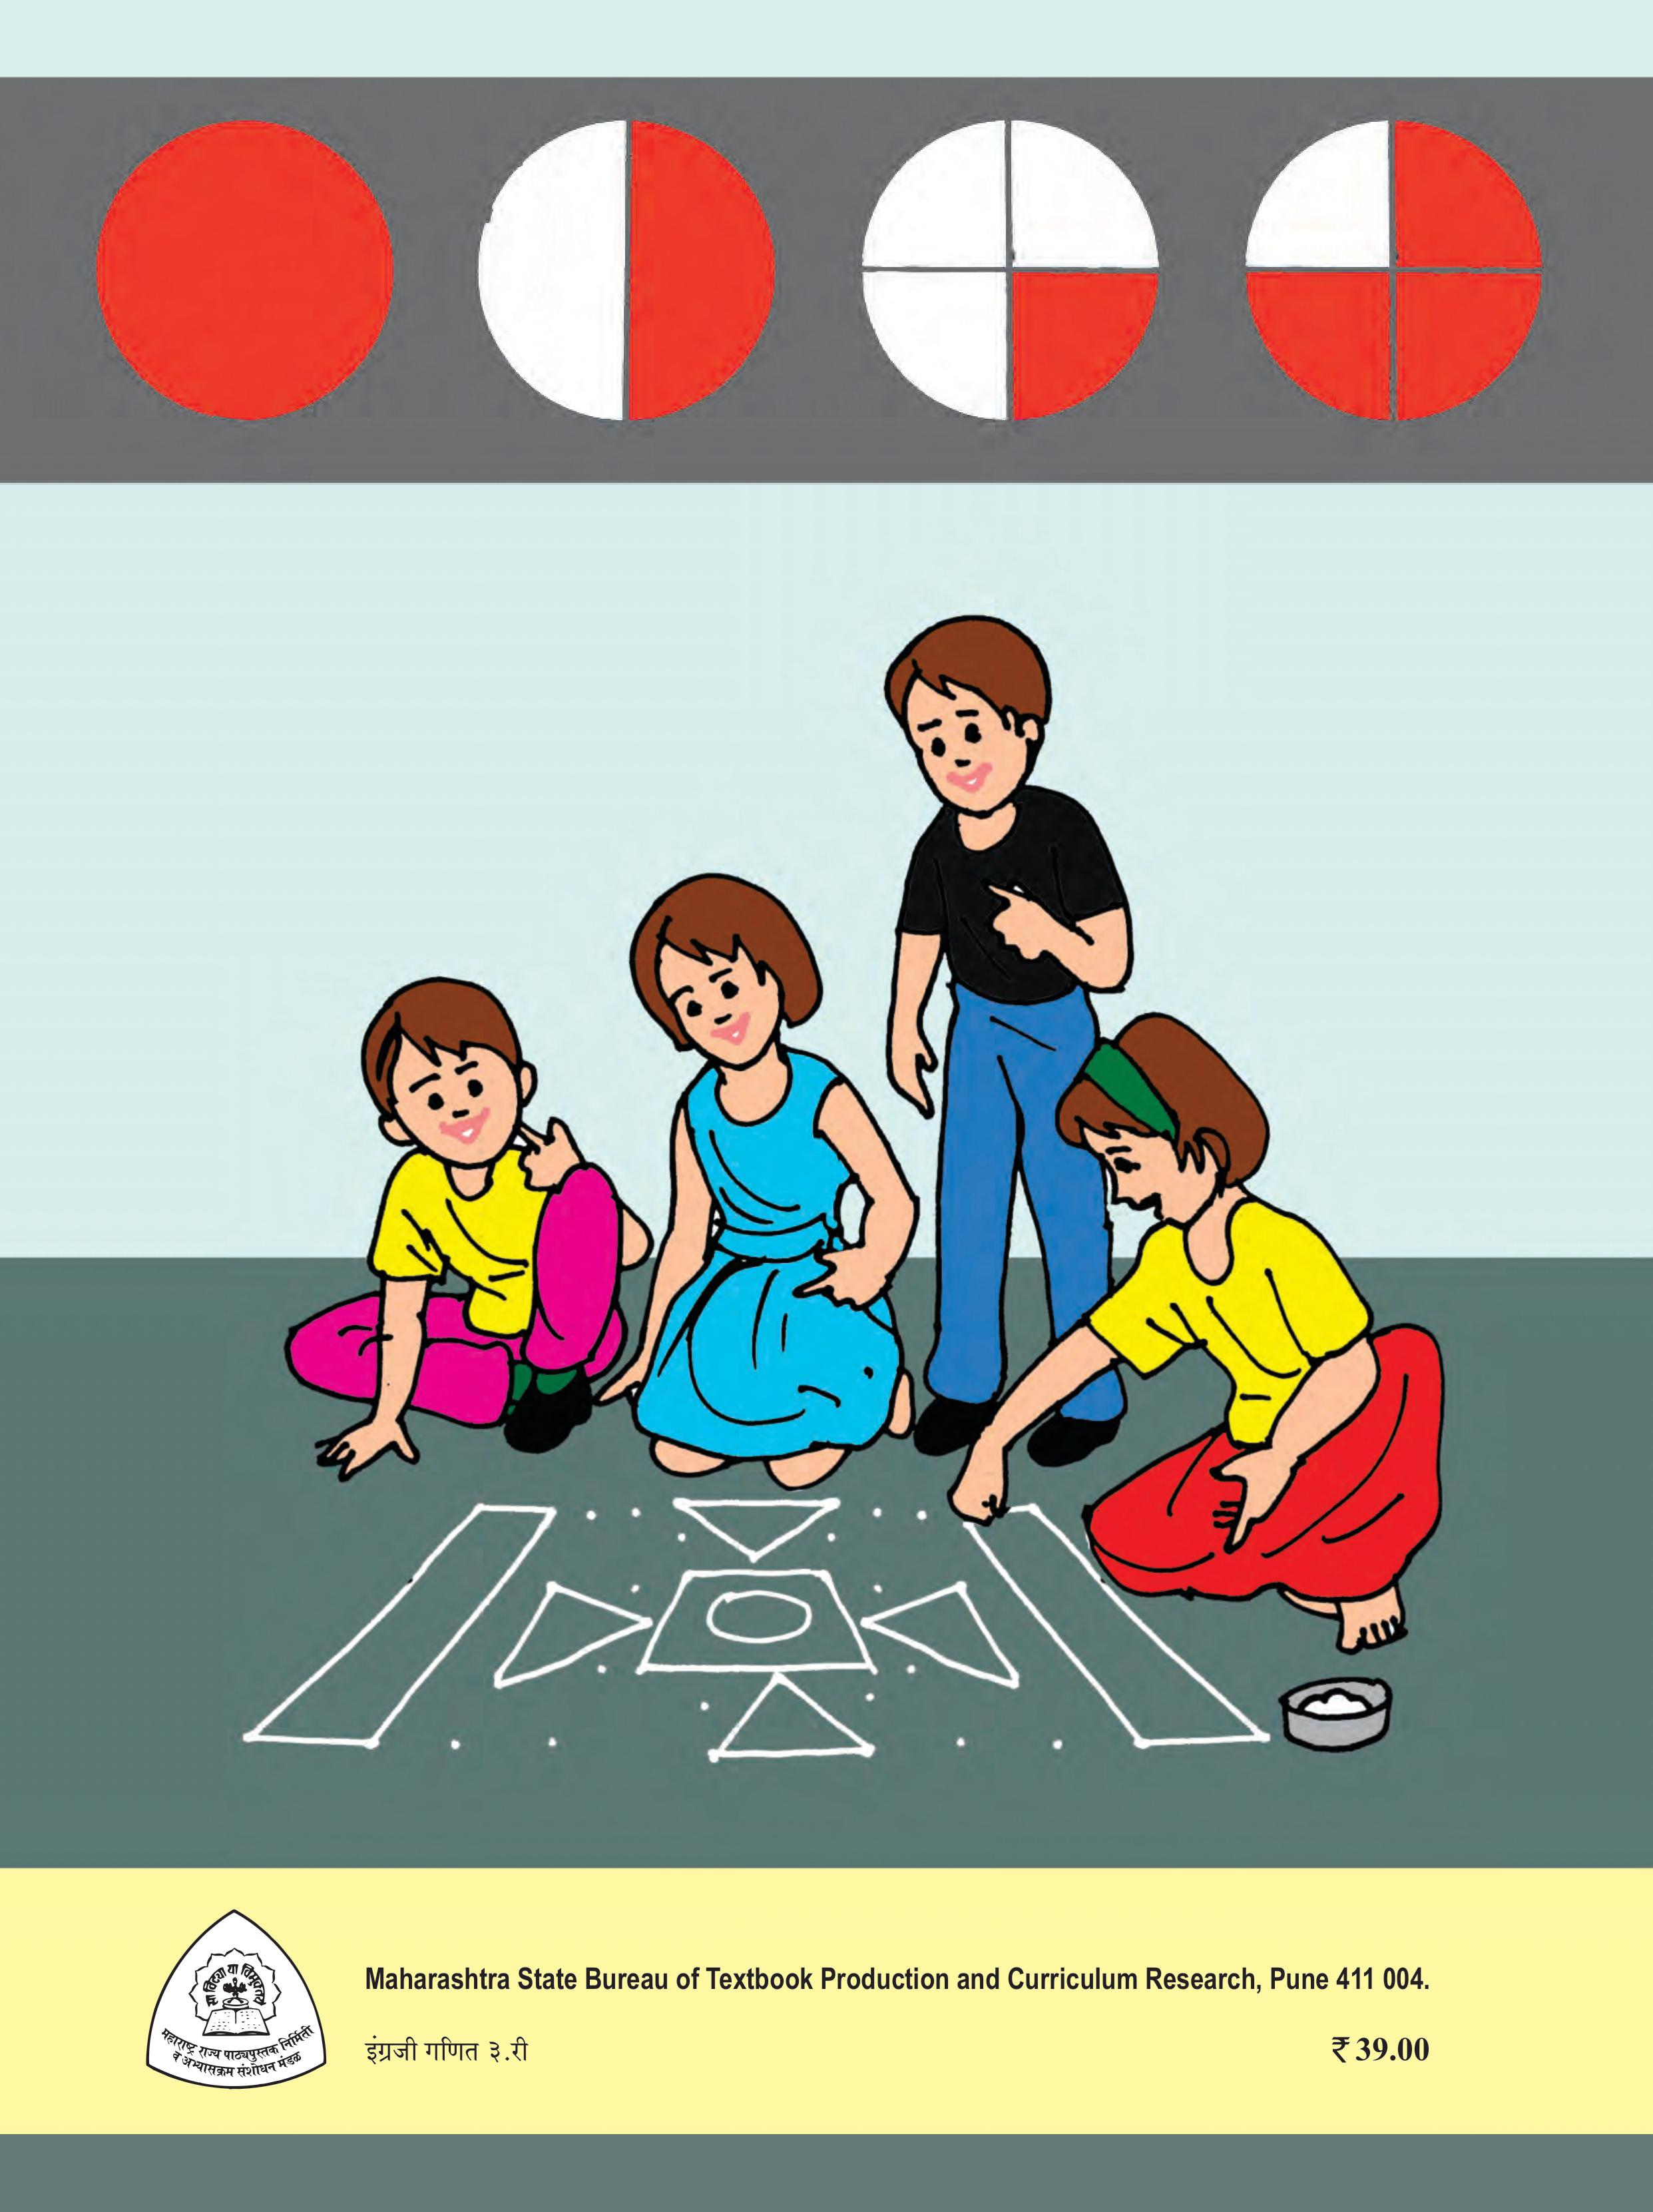 या विद्या या विमुक्तये
महाराष्ट्र राज्य पाठ्यपुस्तक निर्मिती
व अभ्यासक्रम संशोधन मंडळ
Maharashtra State Bureau of Textbook Production and Curriculum Research, Pune 411 004.
इंग्रजी गणित ३.री
₹ 39.00